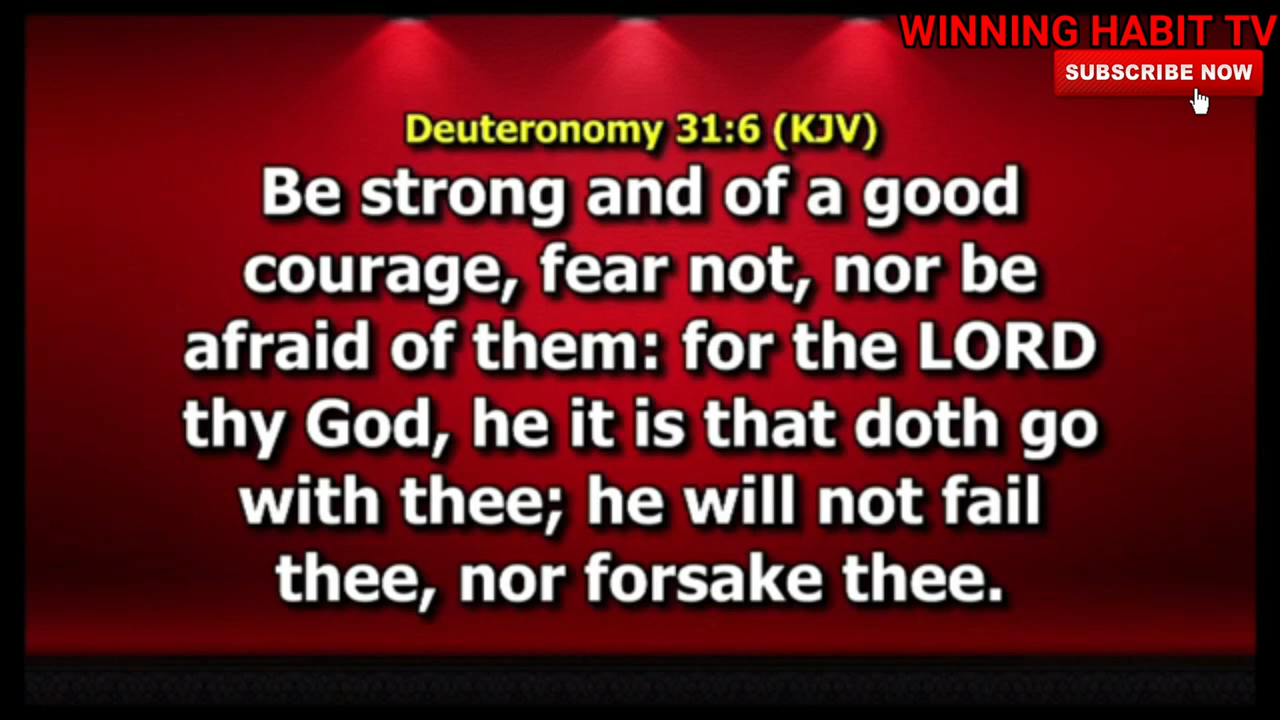 WINNING HABIT TV
SUBSCRIBE NOW
Deuteronomy 31:6 (KJV)
Be strong and of a good
courage, fear not, nor be
afraid of them: for the LORD
thy God, he it is that doth go
with thee; he will not fail
thee, nor forsake thee.